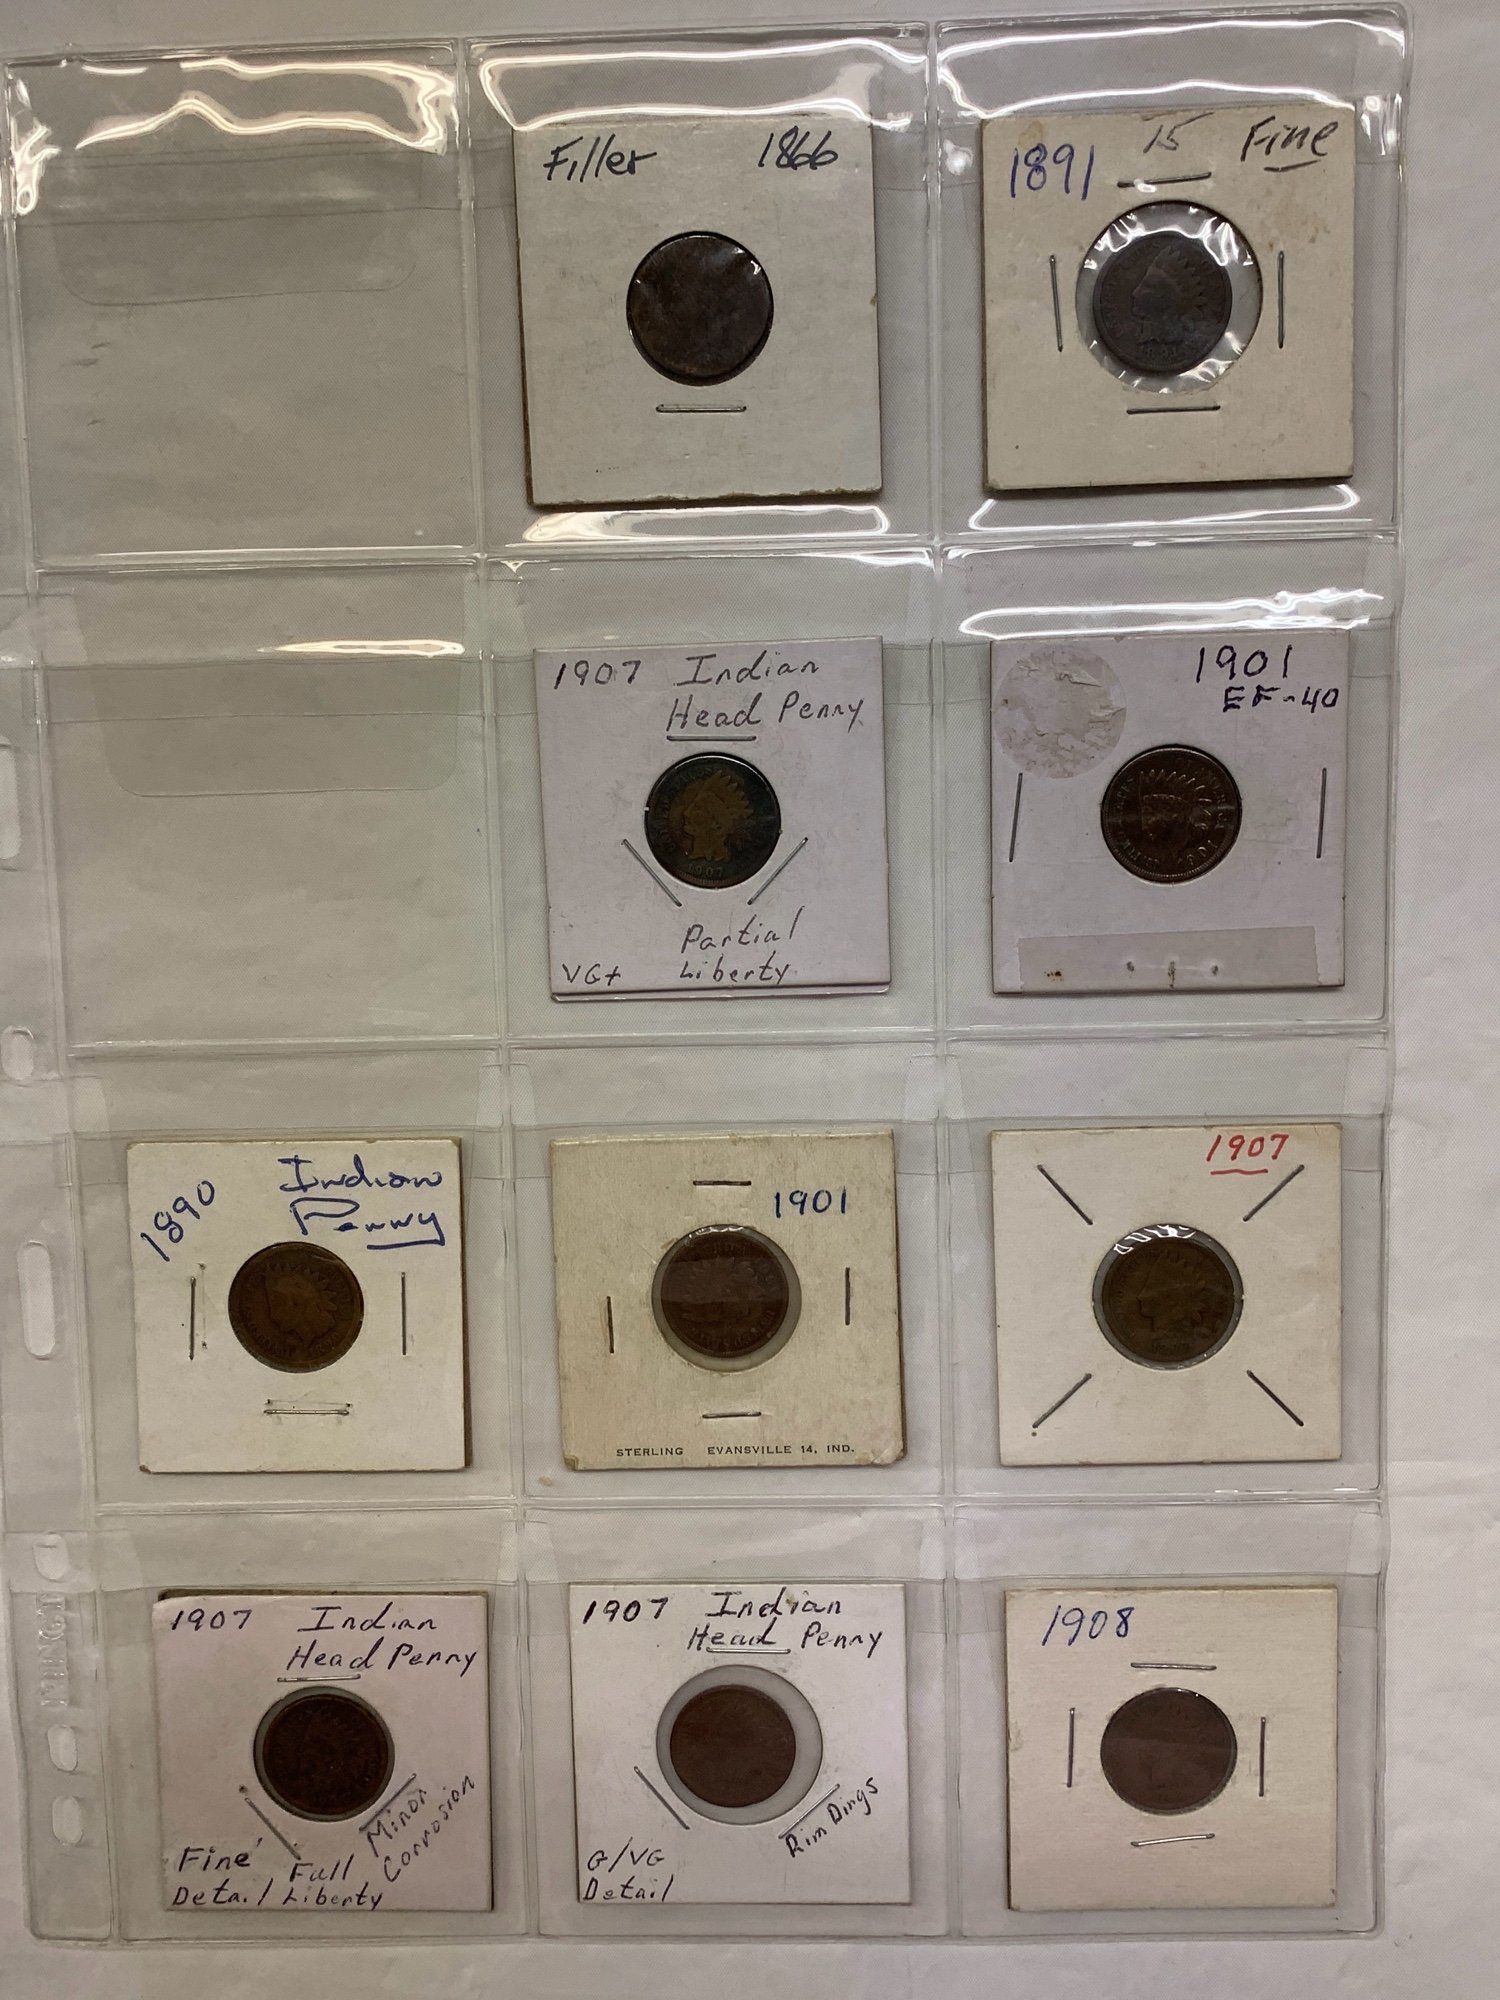 Filler 1866
1891 15 Fine
1907 Indian
Head Penny
1907
Partial
VG+ Liberty
1901
EF-40
1890 Indian
Penny
1901
STERLING EVANSVILLE 14, IND.
1907
1907 Indian
Head Penny
Minor
Corrosion
Fine Full
Detail Liberty
1907 Indian
Head Penny
Rim Dings
G/VG
Detail
1908